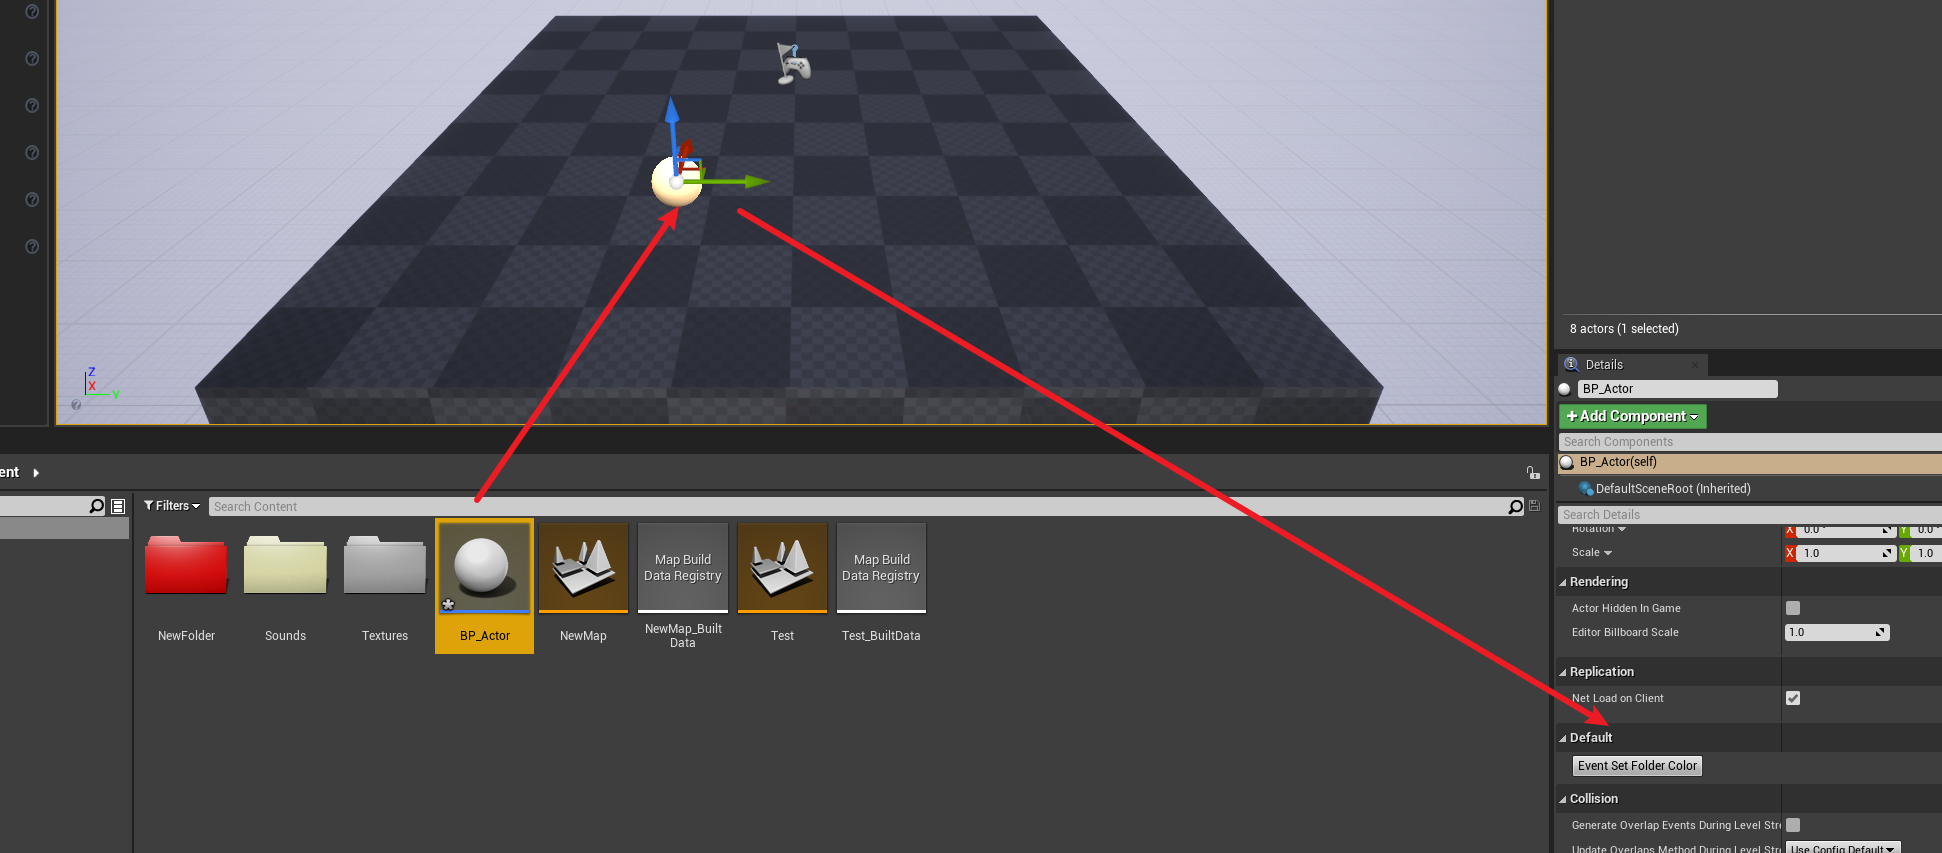 Z
X
Y
8 actors (1 selected)
Details
BP_Actor
+Add Component
Search Components
BP_Actor(self)
DefaultSceneRoot (Inherited)
Search Details
Rotation
X 0.0° Y 0.0°
Scale
X 1.0 Y 1.0
Rendering
Actor Hidden In Game
Editor Billboard Scale
1.0
Replication
Net Load on Client
Default
Event Set Folder Color
Collision
Generate Overlap Events During Level Stre
Update Overlaps Method During Level Stre
Use Config Default
ent
Filters
Search Content
NewFolder
Sounds
Textures
BP_Actor
NewMap
Map Build
Data Registry
NewMap_Built
Data
Test
Map Build
Data Registry
Test_BuiltData